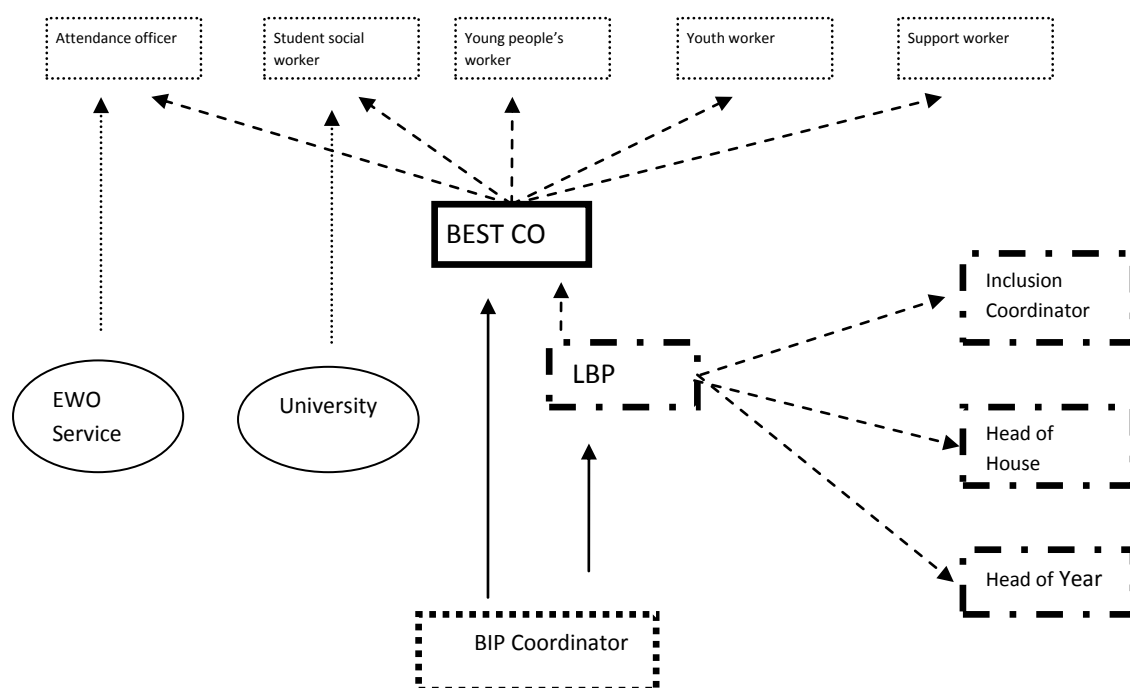 Attendance officer
Student social
worker
Young people’s
worker
Youth worker
Support worker
BEST CO
Inclusion
Coordinator
LBP
EWO
Service
University
Head of
House
Head of Year
BIP Coordinator